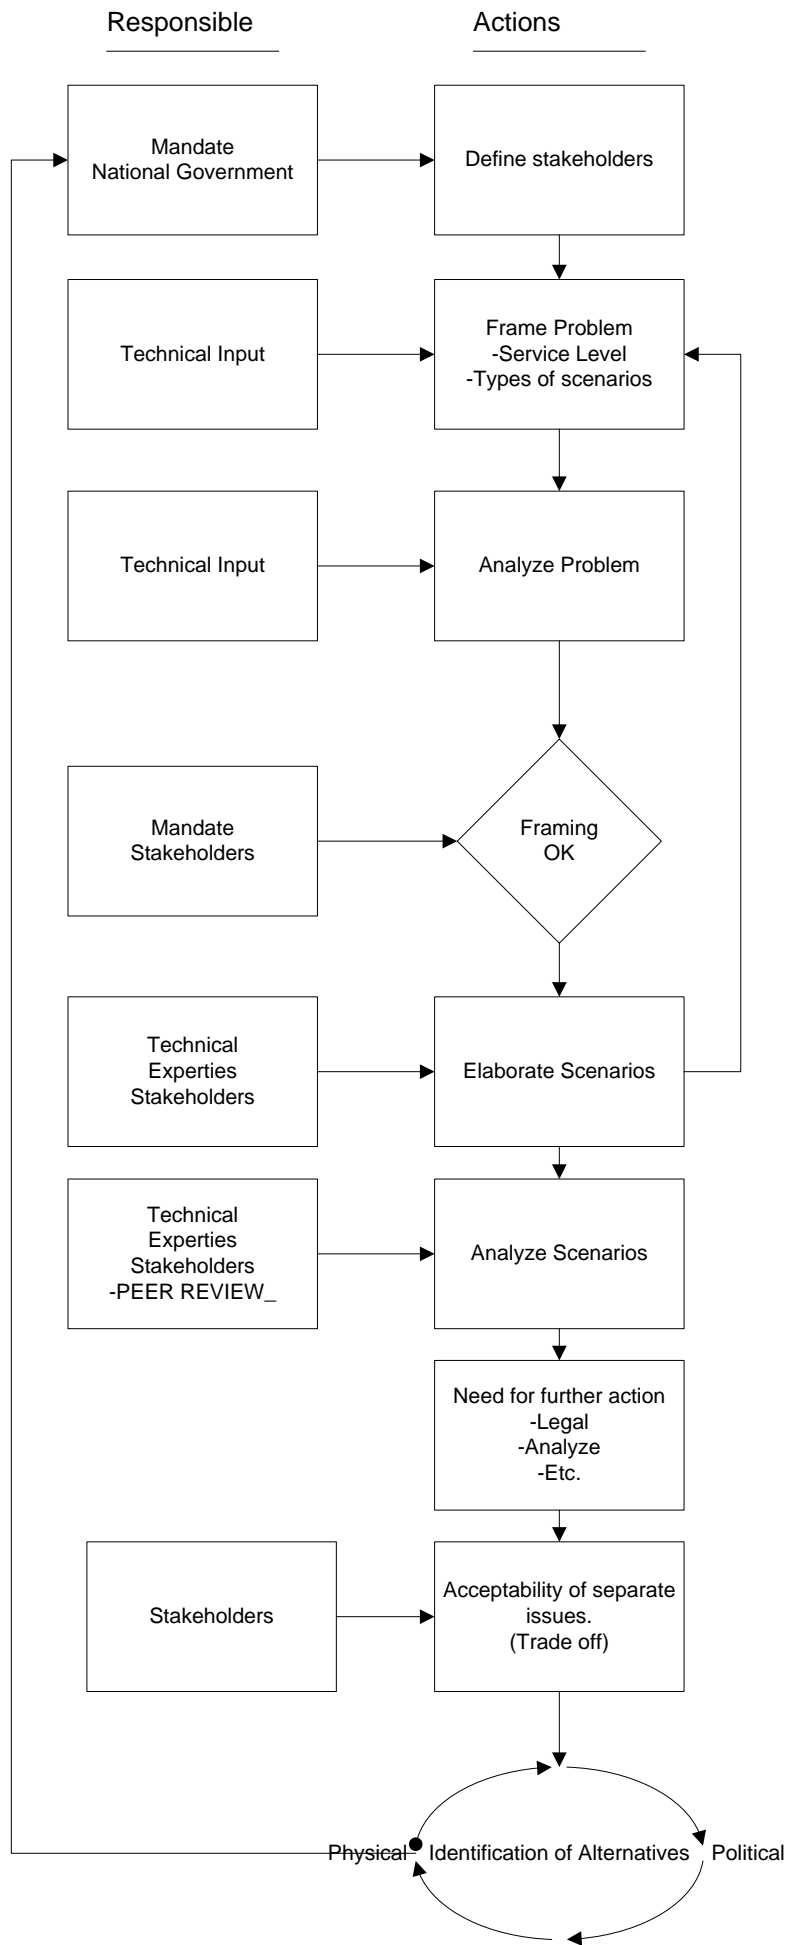 Responsible
Actions
Mandate
National Government
Define stakeholders
Technical Input
Frame Problem
-Service Level
-Types of scenarios
Technical Input
Analyze Problem
Mandate
Stakeholders
Framing
OK
Technical
Experties
Stakeholders
Elaborate Scenarios
Technical
Experties
Stakeholders
-PEER REVIEW_
Analyze Scenarios
Need for further action
-Legal
-Analyze
-Etc.
Stakeholders
Acceptability of separate
issues.
(Trade off)
Physical
Identification of Alternatives
Political